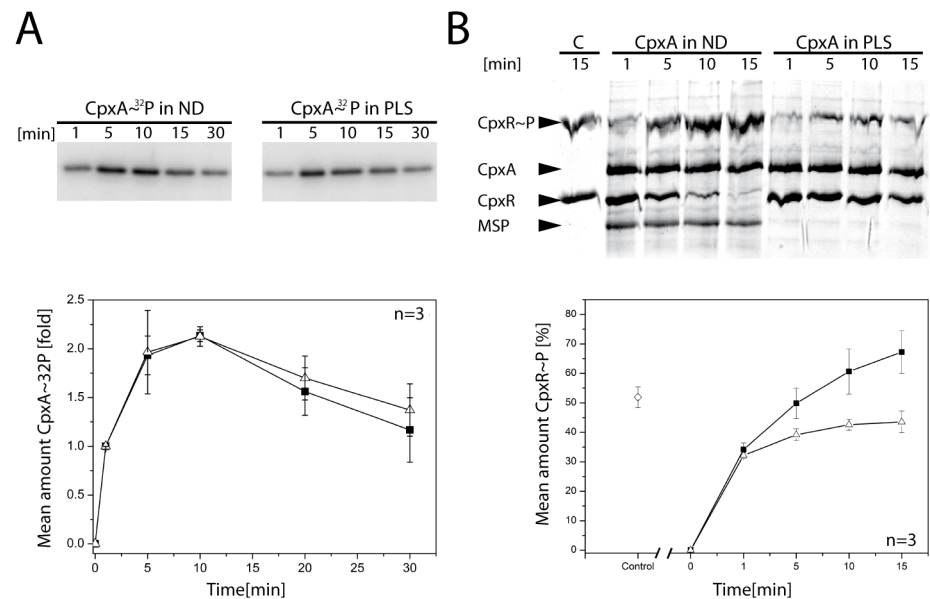 A
CpxA~³²P in ND
CpxA~³²P in PLS
[min] 1 5 10 15 30
1 5 10 15 30
2.5
2.0
1.5
1.0
0.5
0.0
Mean amount CpxA~32P [fold]
n=3
0 5 10 15 20 25 30
Time[min]
B
C
CpxA in ND
CpxA in PLS
[min] 15 1 5 10 15 1 5 10 15
CpxR~P
CpxA
CpxR
MSP
80
70
60
50
40
30
20
10
0
Mean amount CpxR~P [%]
n=3
Control 0 1 5 10 15
Time[min]